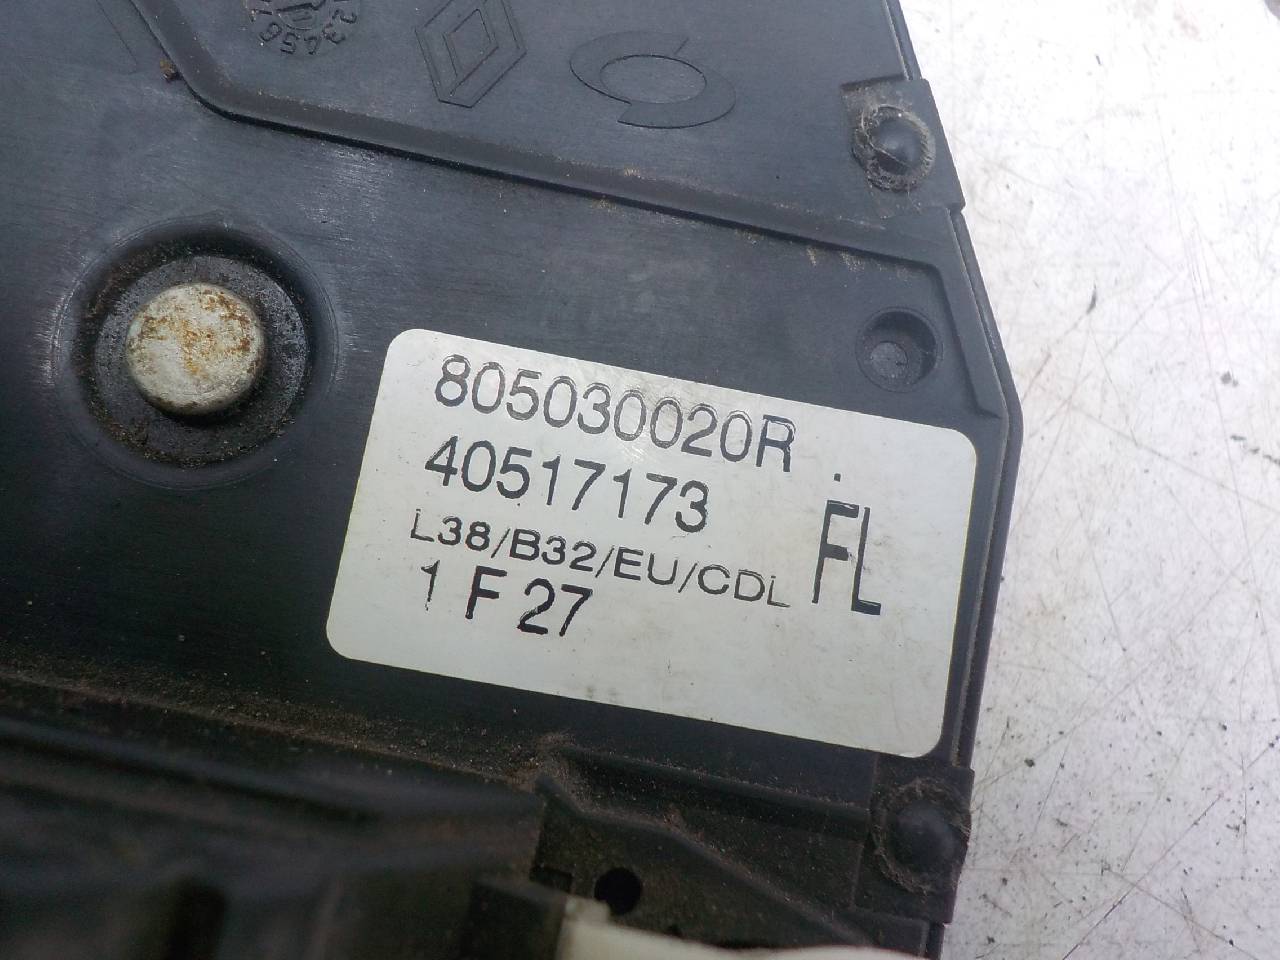 805030020R
40517173
L38/B32/EU/CDL
FL
1 F 27